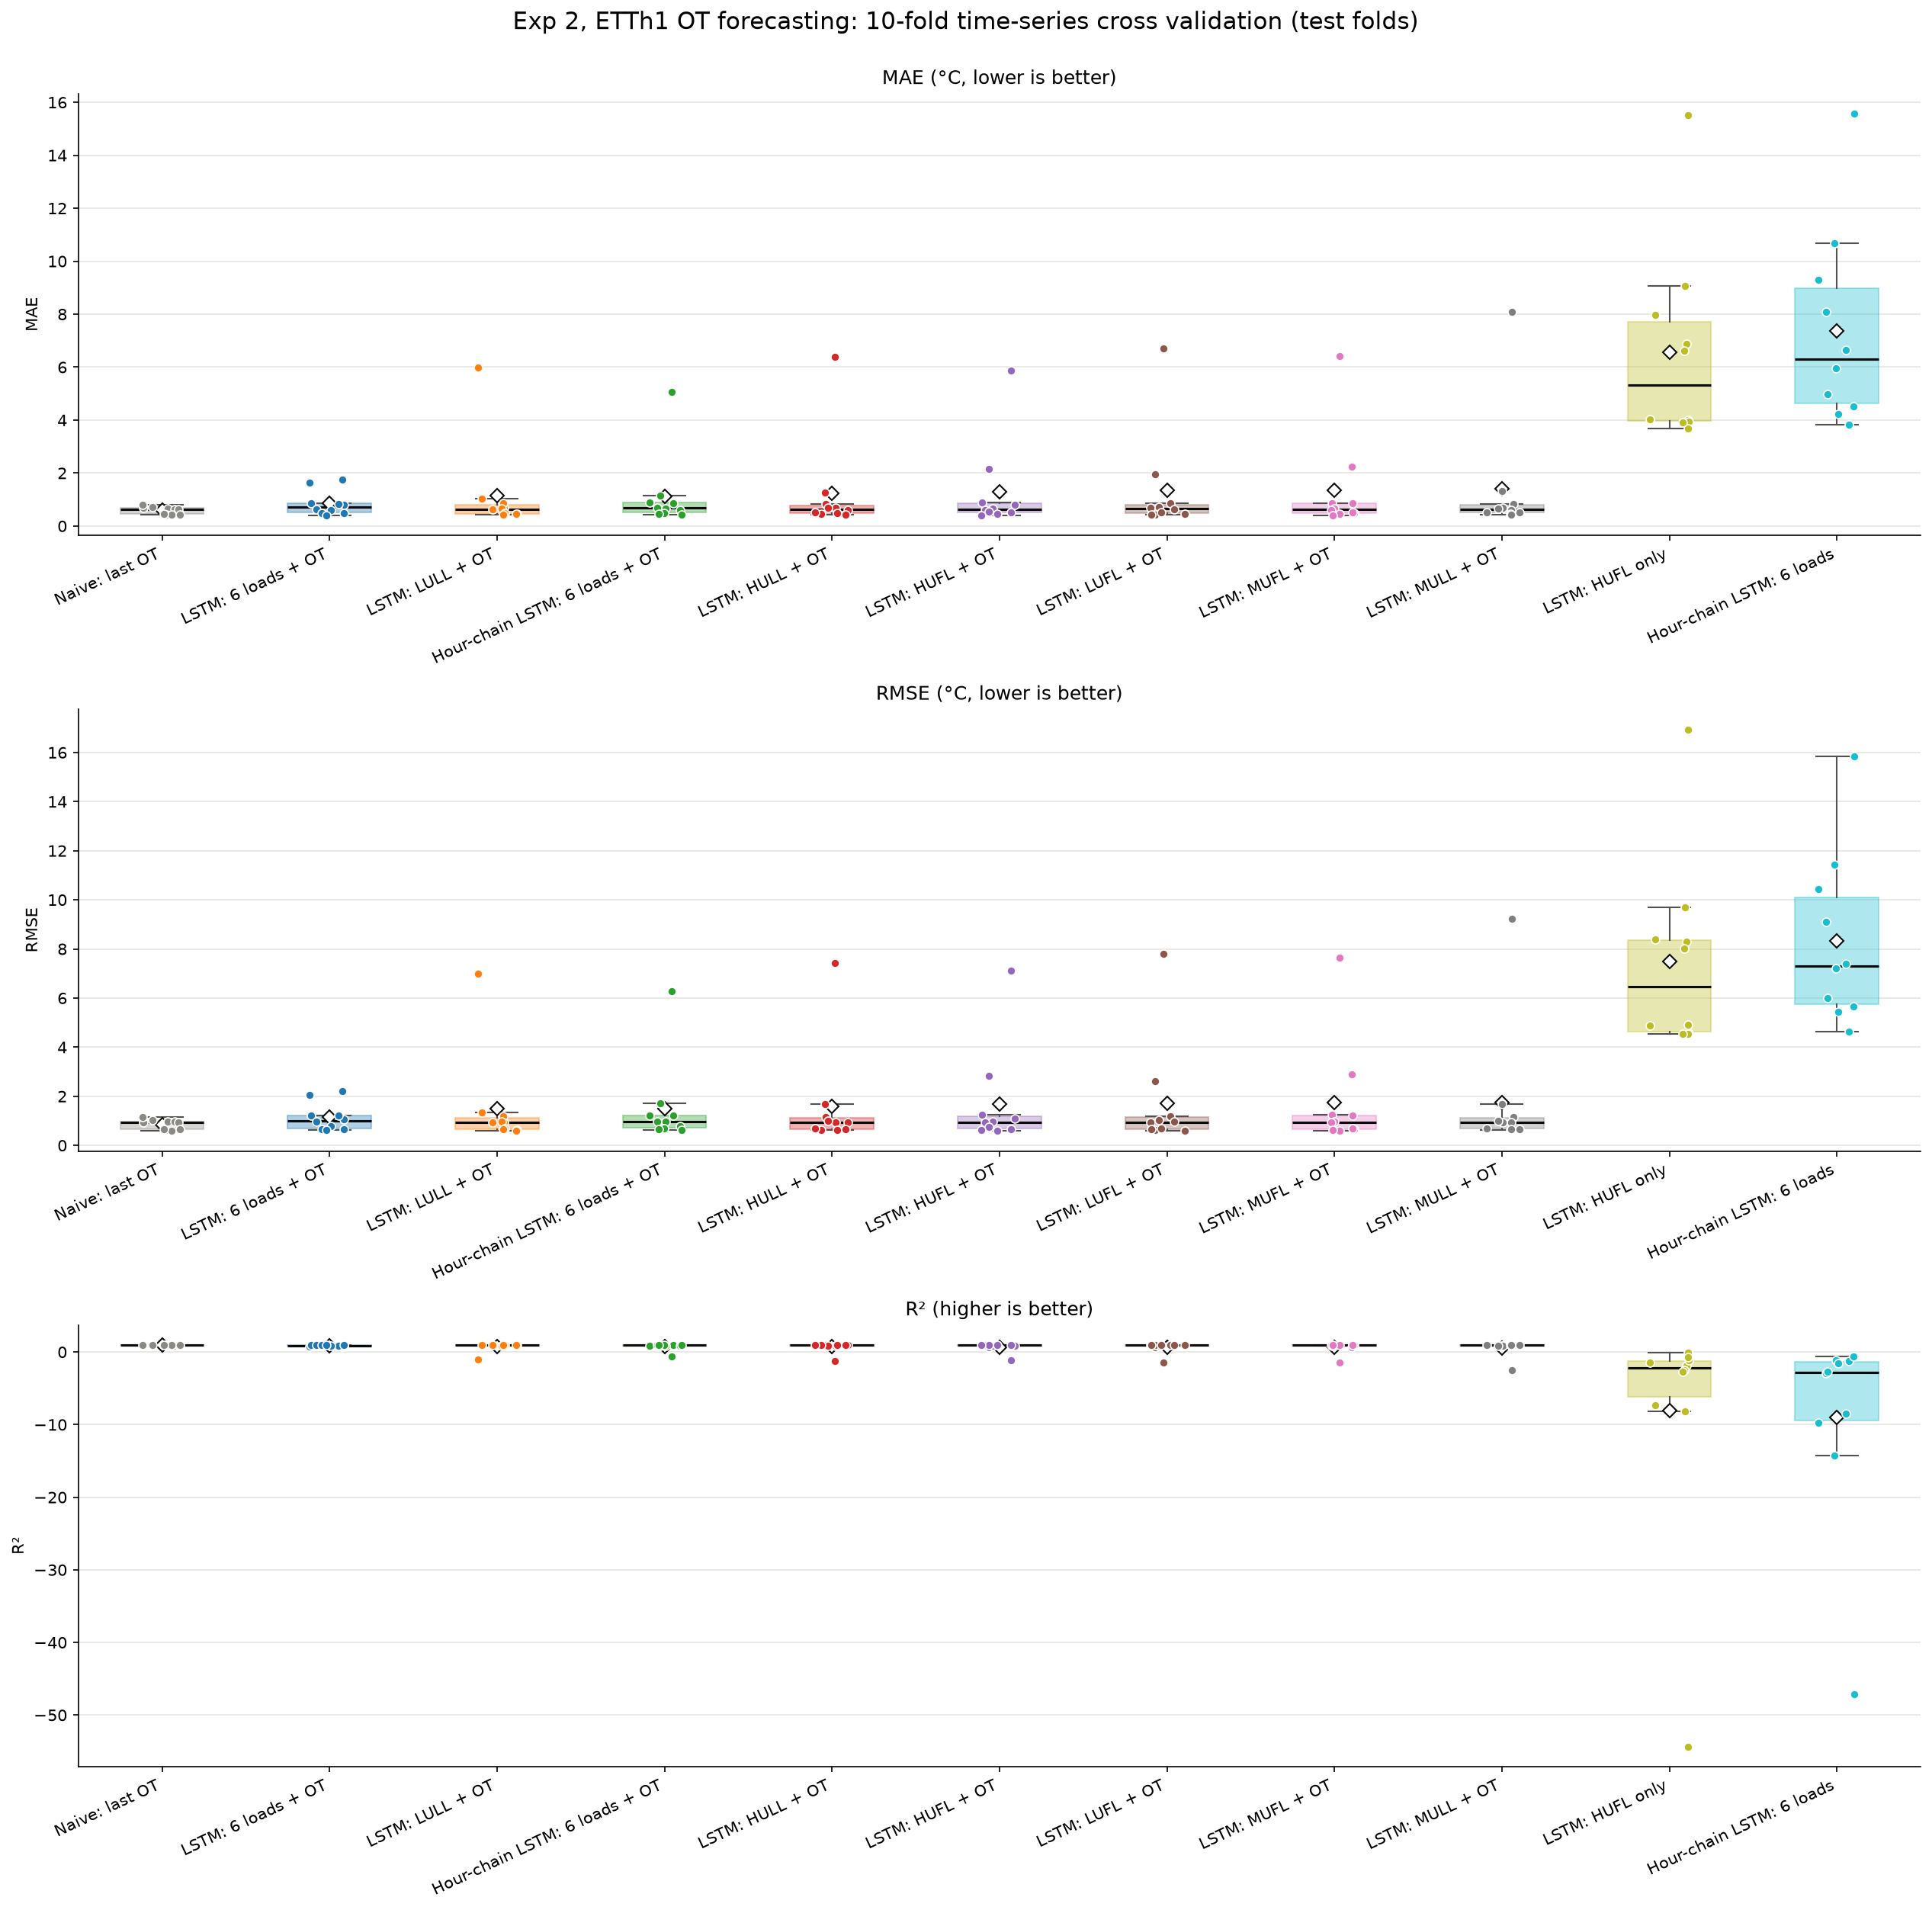 Exp 2, ETTh1 OT forecasting: 10-fold time-series cross validation (test folds)
MAE (°C, lower is better)
MAE
16
14
12
10
8
6
4
2
0
Naive: last OT
LSTM: 6 loads + OT
LSTM: LULL + OT
Hour-chain LSTM: 6 loads + OT
LSTM: HULL + OT
LSTM: HUFL + OT
LSTM: LUFL + OT
LSTM: MUFL + OT
LSTM: MULL + OT
LSTM: HUFL only
Hour-chain LSTM: 6 loads
RMSE (°C, lower is better)
RMSE
16
14
12
10
8
6
4
2
0
Naive: last OT
LSTM: 6 loads + OT
LSTM: LULL + OT
Hour-chain LSTM: 6 loads + OT
LSTM: HULL + OT
LSTM: HUFL + OT
LSTM: LUFL + OT
LSTM: MUFL + OT
LSTM: MULL + OT
LSTM: HUFL only
Hour-chain LSTM: 6 loads
R² (higher is better)
R²
0
−10
−20
−30
−40
−50
Naive: last OT
LSTM: 6 loads + OT
LSTM: LULL + OT
Hour-chain LSTM: 6 loads + OT
LSTM: HULL + OT
LSTM: HUFL + OT
LSTM: LUFL + OT
LSTM: MUFL + OT
LSTM: MULL + OT
LSTM: HUFL only
Hour-chain LSTM: 6 loads